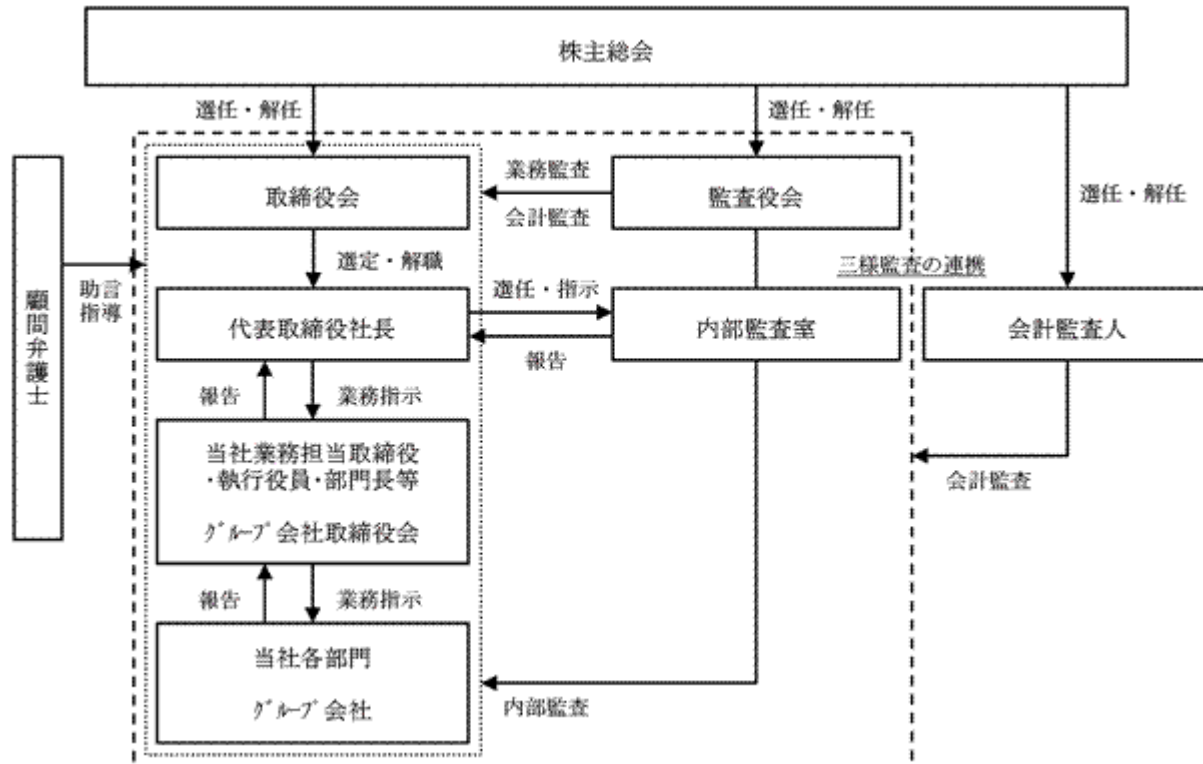 株主総会
選任・解任
選任・解任
選任・解任
取締役会
業務監査
会計監査
監査役会
選定・解職
三様監査の連携
顧問弁護士
助言
指導
代表取締役社長
選任・指示
報告
内部監査室
会計監査人
報告
業務指示
当社業務担当取締役
・執行役員・部門長等
ｸﾞﾙｰﾌﾟ会社取締役会
会計監査
報告
業務指示
当社各部門
ｸﾞﾙｰﾌﾟ会社
内部監査